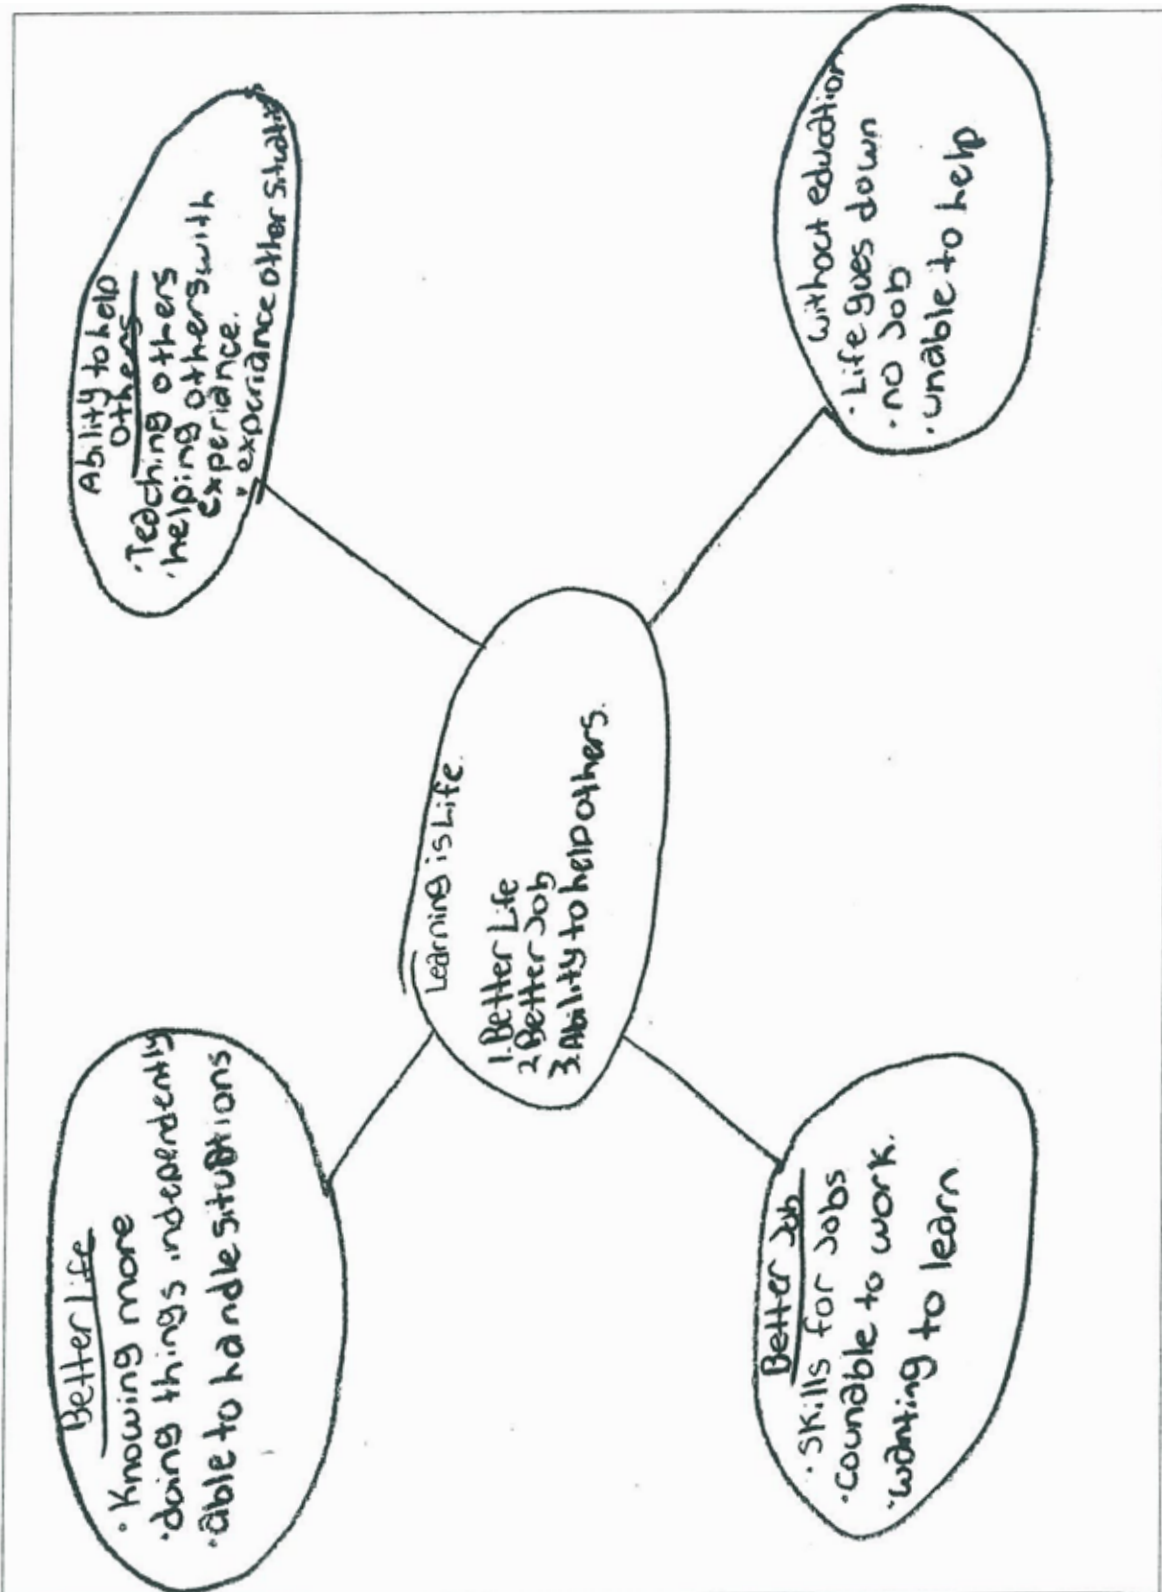 Better Life
· Knowing more
· doing things independently
· able to handle situations
Ability to help
others
· Teaching others
· helping others with
experiance.
· experiance other situations
Learning is Life.
1. Better Life
2 Better Job
3. Ability to help others.
Better Job
· Skills for Jobs
· counable to work.
· wanting to learn
without education
· Life goes down
· no Job
· unable to help